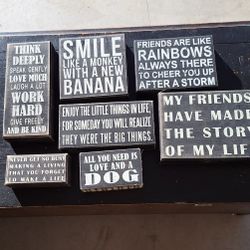 THINK
DEEPLY
SPEAK GENTLY
LOVE MUCH
LAUGH A LOT
WORK
HARD
GIVE FREELY
AND BE KIND
SMILE
LIKE A MONKEY
WITH A NEW
BANANA
FRIENDS ARE LIKE
RAINBOWS
ALWAYS THERE
TO CHEER YOU UP
AFTER A STORM
ENJOY THE LITTLE THINGS IN LIFE,
FOR SOMEDAY YOU WILL REALIZE
THEY WERE THE BIG THINGS.
MY FRIENDS
HAVE MADE
THE STORY
OF MY LIFE
NEVER GET SO BUSY
MAKING A LIVING
THAT YOU FORGET
TO MAKE A LIFE
ALL YOU NEED IS
LOVE AND A
DOG